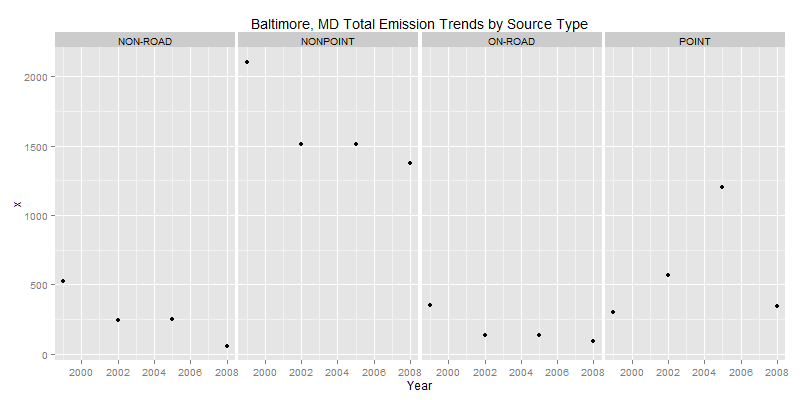 Baltimore, MD Total Emission Trends by Source Type
NON-ROAD NONPOINT ON-ROAD POINT
2000
1500
1000
500
0
x
2000 2002 2004 2006 2008 2000 2002 2004 2006 2008 2000 2002 2004 2006 2008 2000 2002 2004 2006 2008
Year